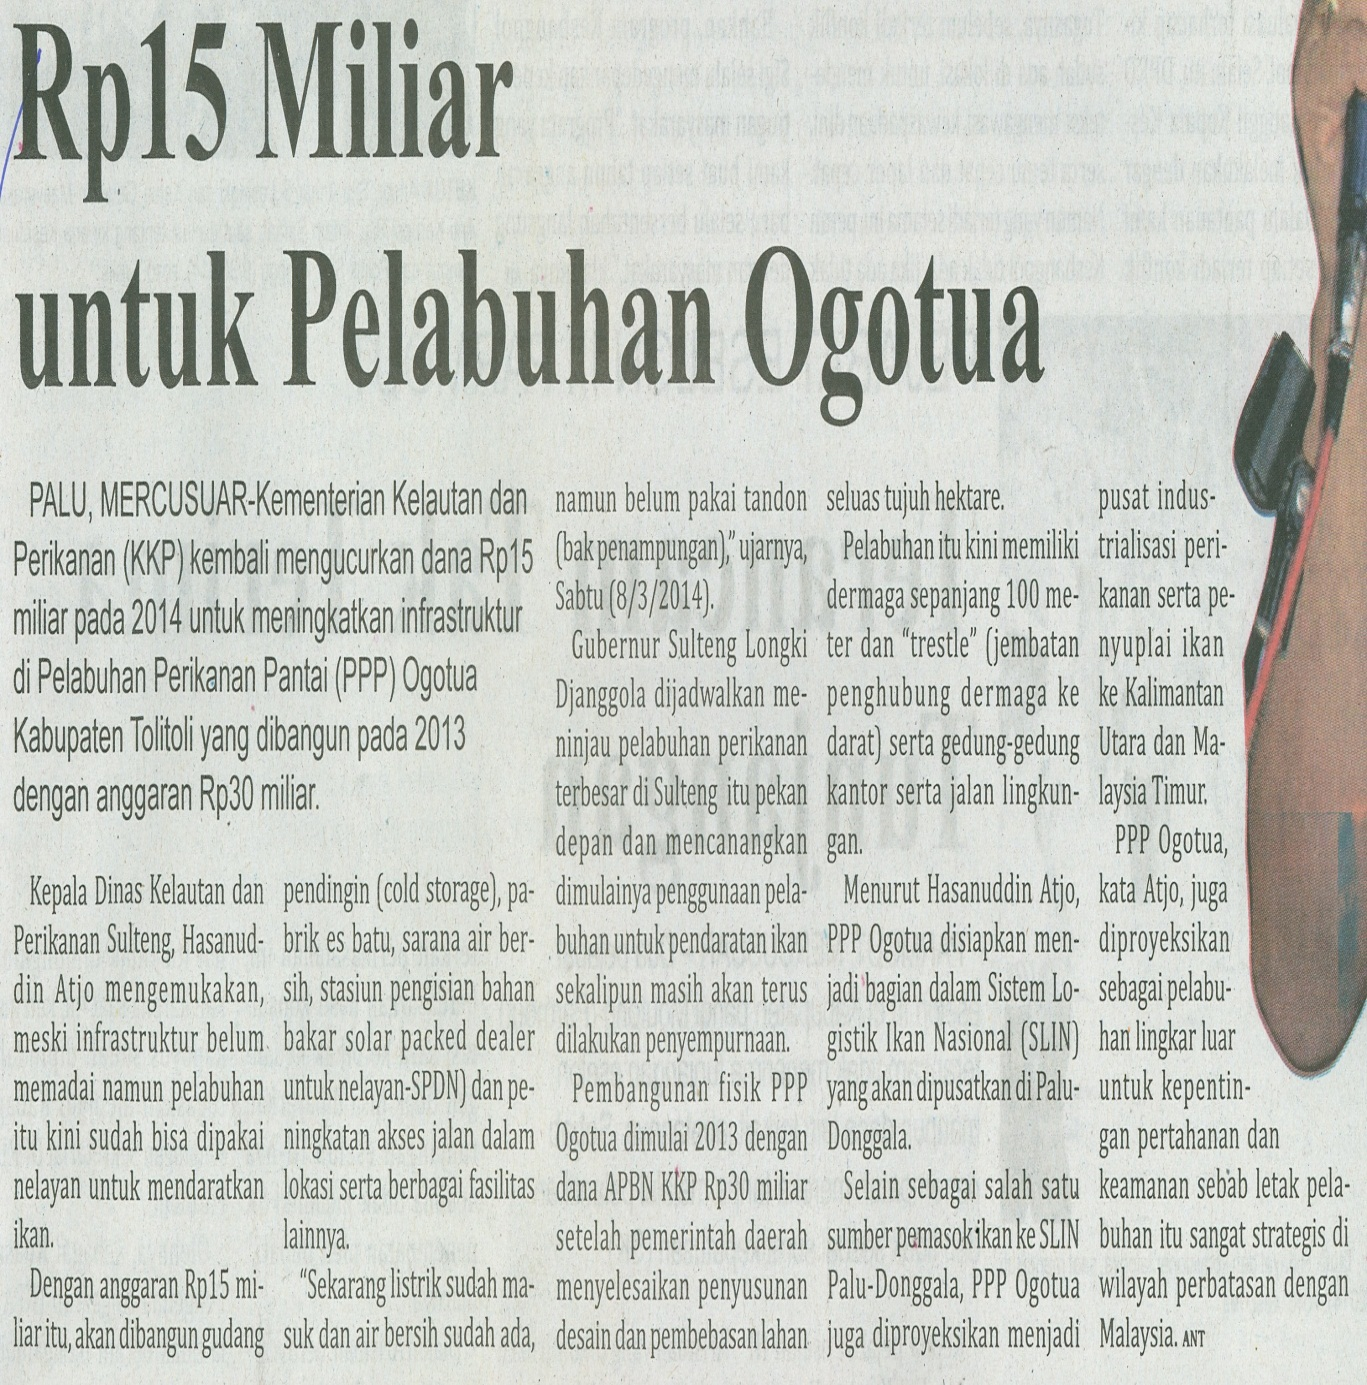 Rp15 Miliar
untuk Pelabuhan Ogotua
PALU, MERCUSUAR-Kementerian Kelautan dan
Perikanan (KKP) kembali mengucurkan dana Rp15
miliar pada 2014 untuk meningkatkan infrastruktur
di Pelabuhan Perikanan Pantai (PPP) Ogotua
Kabupaten Tolitoli yang dibangun pada 2013
dengan anggaran Rp30 miliar.
Kepala Dinas Kelautan dan
Perikanan Sulteng, Hasanud-
din Atjo mengemukakan,
meski infrastruktur belum
memadai namun pelabuhan
itu kini sudah bisa dipakai
nelayan untuk mendaratkan
ikan.
Dengan anggaran Rp15 mi-
liar itu, akan dibangun gudang
pendingin (cold storage), pa-
brik es batu, sarana air ber-
sih, stasiun pengisian bahan
bakar solar packed dealer
untuk nelayan-SPDN) dan pe-
ningkatan akses jalan dalam
lokasi serta berbagai fasilitas
lainnya.
"Sekarang listrik sudah ma-
suk dan air bersih sudah ada,
namun belum pakai tandon
(bak penampungan)," ujarnya,
Sabtu (8/3/2014).
Gubernur Sulteng Longki
Djanggola dijadwalkan me-
ninjau pelabuhan perikanan
terbesar di Sulteng itu pekan
depan dan mencanangkan
dimulainya penggunaan pela-
buhan untuk pendaratan ikan
sekalipun masih akan terus
dilakukan penyempurnaan.
Pembangunan fisik PPP
Ogotua dimulai 2013 dengan
dana APBN KKP Rp30 miliar
setelah pemerintah daerah
menyelesaikan penyusunan
desain dan pembebasan lahan
seluas tujuh hektare.
Pelabuhan itu kini memiliki
dermaga sepanjang 100 me-
ter dan "trestle" (jembatan
penghubung dermaga ke
darat) serta gedung-gedung
kantor serta jalan lingkun-
gan.
Menurut Hasanuddin Atjo,
PPP Ogotua disiapkan men-
jadi bagian dalam Sistem Lo-
gistik Ikan Nasional (SLIN)
yang akan dipusatkan di Palu-
Donggala.
Selain sebagai salah satu
sumber pemasok ikan ke SLIN
Palu-Donggala, PPP Ogotua
juga diproyeksikan menjadi
pusat indus-
trialisasi peri-
kanan serta pe-
nyuplai ikan
ke Kalimantan
Utara dan Ma-
laysia Timur.
PPP Ogotua,
kata Atjo, juga
diproyeksikan
sebagai pelabu-
han lingkar luar
untuk kepentin-
gan pertahanan dan
keamanan sebab letak pela-
buhan itu sangat strategis di
wilayah perbatasan dengan
Malaysia. ANT